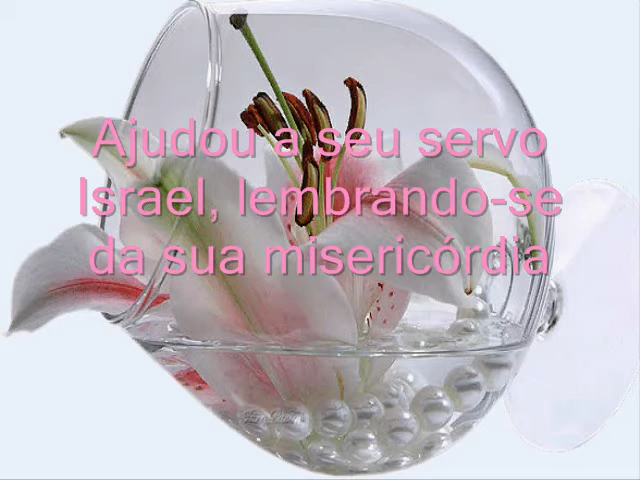 Ajudou a seu servo
Israel, lembrando-se
da sua misericórdia